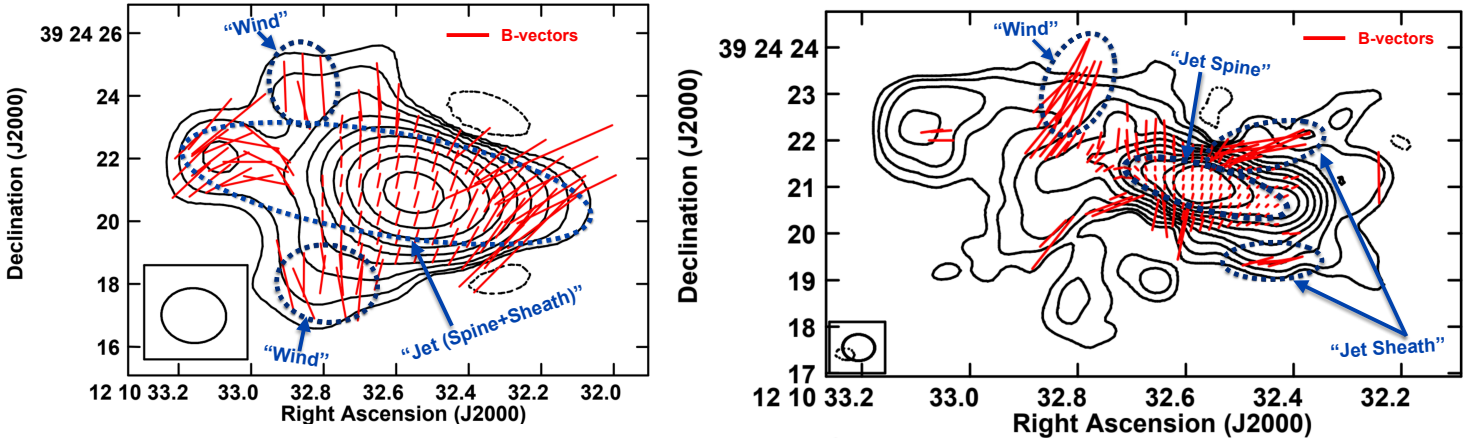 "Wind"
B-vectors
39 24 26
24
22
20
18
16
Declination (J2000)
"Wind"
"Jet (Spine+Sheath)"
12 10 33.2
33.0
32.8
32.6
32.4
32.2
32.0
Right Ascension (J2000)
"Wind"
B-vectors
"Jet Spine"
39 24 24
23
22
21
20
19
18
17
Declination (J2000)
"Jet Sheath"
12 10 33.2
33.0
32.8
32.6
32.4
32.2
Right Ascension (J2000)